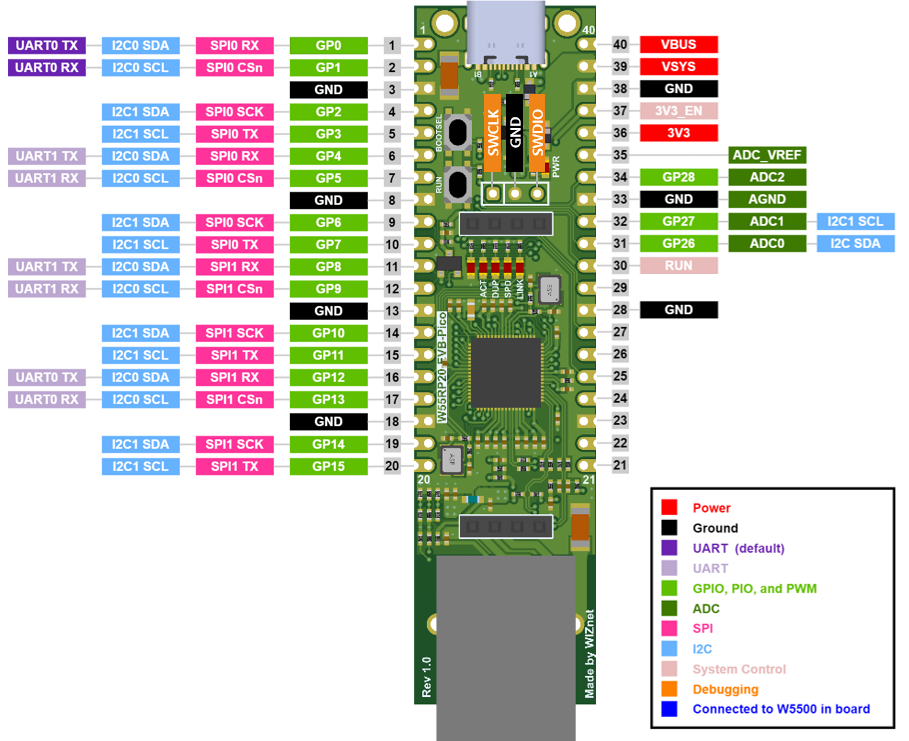 UART0 TX I2C0 SDA SPI0 RX GP0 1
UART0 RX I2C0 SCL SPI0 CSn GP1 2
GND 3
I2C1 SDA SPI0 SCK GP2 4
I2C1 SCL SPI0 TX GP3 5
UART1 TX I2C0 SDA SPI0 RX GP4 6
UART1 RX I2C0 SCL SPI0 CSn GP5 7
GND 8
I2C1 SDA SPI0 SCK GP6 9
I2C1 SCL SPI0 TX GP7 10
UART1 TX I2C0 SDA SPI1 RX GP8 11
UART1 RX I2C0 SCL SPI1 CSn GP9 12
GND 13
I2C1 SDA SPI1 SCK GP10 14
I2C1 SCL SPI1 TX GP11 15
UART0 TX I2C0 SDA SPI1 RX GP12 16
UART0 RX I2C0 SCL SPI1 CSn GP13 17
GND 18
I2C1 SDA SPI1 SCK GP14 19
I2C1 SCL SPI1 TX GP15 20
1
40
B1
A1
BOOTSEL
RUN
SWCLK
GND
SWDIO
PWR
ACT
DUP
SPD
LINK
W55RP20-EVB-Pico
20
21
Rev 1.0
Made by WIZnet
40 VBUS
39 VSYS
38 GND
37 3V3_EN
36 3V3
35 ADC_VREF
34 GP28 ADC2
33 GND AGND
32 GP27 ADC1 I2C1 SCL
31 GP26 ADC0 I2C SDA
30 RUN
29
28 GND
27
26
25
24
23
22
21
Power
Ground
UART (default)
UART
GPIO, PIO, and PWM
ADC
SPI
I2C
System Control
Debugging
Connected to W5500 in board